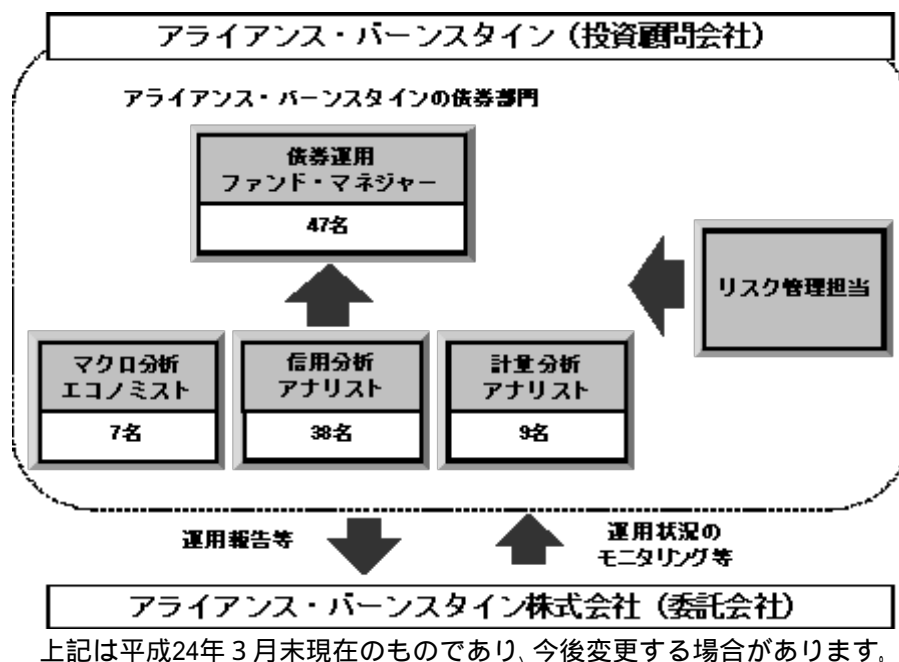 アライアンス・バーンスタイン（投資顧問会社）
アライアンス・バーンスタインの債券部門
債券運用
ファンド・マネジャー
47名
リスク管理担当
マクロ分析
エコノミスト
7名
信用分析
アナリスト
38名
計量分析
アナリスト
9名
運用報告等
運用状況の
モニタリング等
アライアンス・バーンスタイン株式会社（委託会社）
上記は平成24年３月末現在のものであり、今後変更する場合があります。